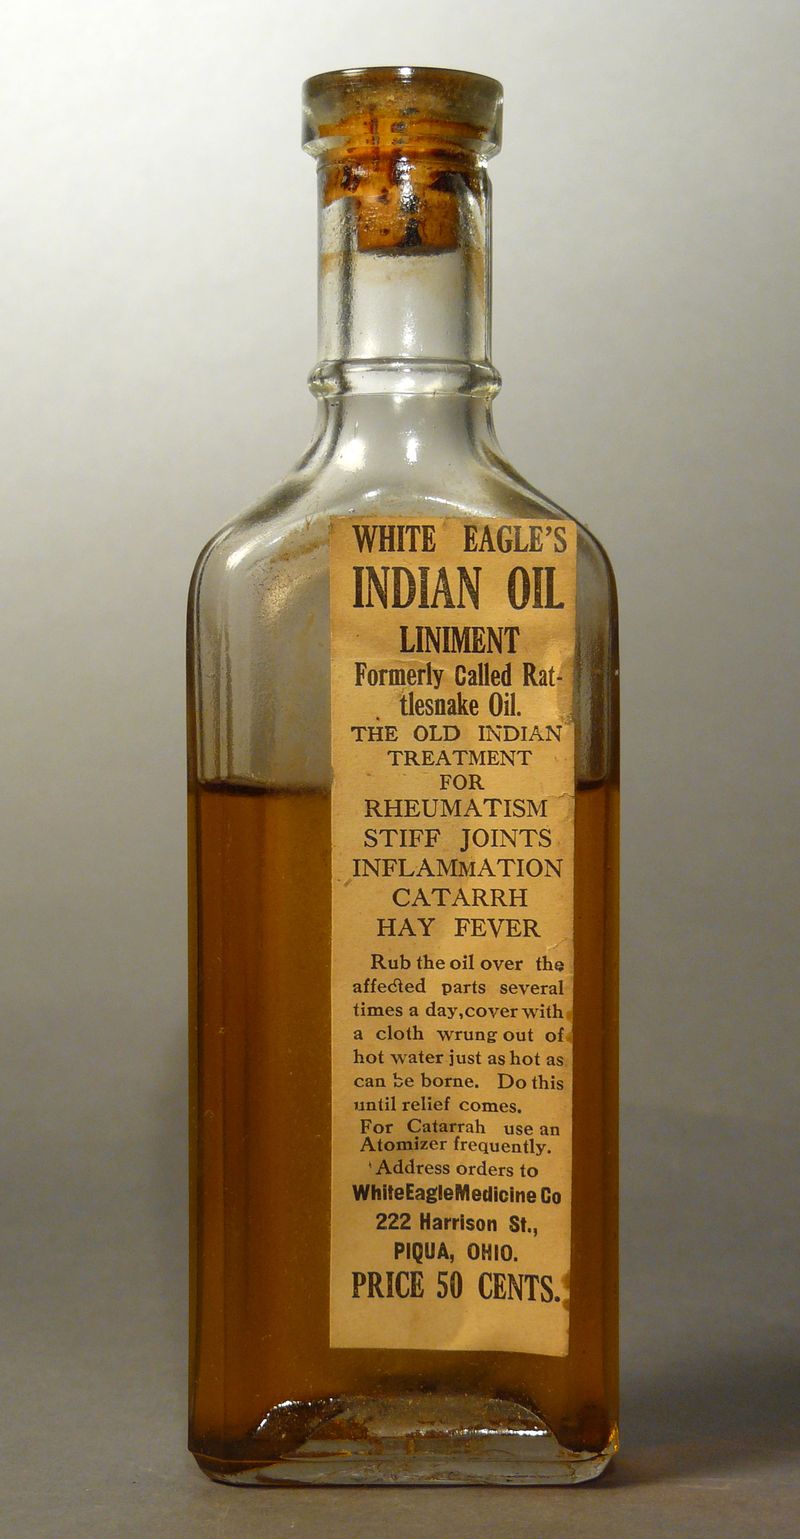 WHITE EAGLE'S
INDIAN OIL
LINIMENT
Formerly Called Rat-
tlesnake Oil.
THE OLD INDIAN
TREATMENT
FOR
RHEUMATISM
STIFF JOINTS
INFLAMMATION
CATARRH
HAY FEVER
Rub the oil over the
affected parts several
times a day,cover with
a cloth wrung out of
hot water just as hot as
can be borne. Do this
until relief comes.
For Catarrah use an
Atomizer frequently.
Address orders to
WhiteEagleMedicine Co
222 Harrison St.,
PIQUA, OHIO.
PRICE 50 CENTS.